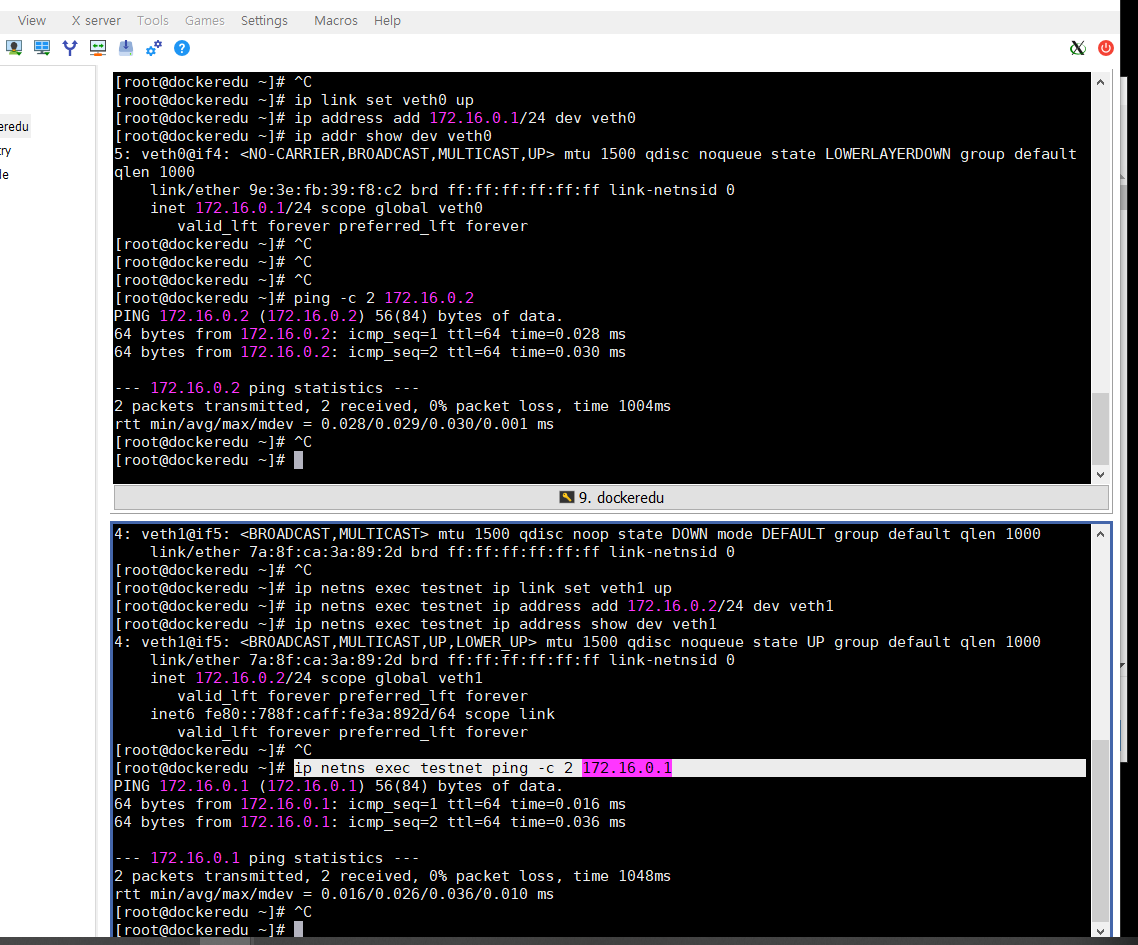 View X server Tools Games Settings Macros Help
eredu
ry
le
[root@dockeredu ~]# ^C
[root@dockeredu ~]# ip link set veth0 up
[root@dockeredu ~]# ip address add 172.16.0.1/24 dev veth0
[root@dockeredu ~]# ip addr show dev veth0
5: veth0@if4: <NO-CARRIER,BROADCAST,MULTICAST,UP> mtu 1500 qdisc noqueue state LOWERLAYERDOWN group default
qlen 1000
    link/ether 9e:3e:fb:39:f8:c2 brd ff:ff:ff:ff:ff:ff link-netnsid 0
    inet 172.16.0.1/24 scope global veth0
       valid_lft forever preferred_lft forever
[root@dockeredu ~]# ^C
[root@dockeredu ~]# ^C
[root@dockeredu ~]# ^C
[root@dockeredu ~]# ping -c 2 172.16.0.2
PING 172.16.0.2 (172.16.0.2) 56(84) bytes of data.
64 bytes from 172.16.0.2: icmp_seq=1 ttl=64 time=0.028 ms
64 bytes from 172.16.0.2: icmp_seq=2 ttl=64 time=0.030 ms
--- 172.16.0.2 ping statistics ---
2 packets transmitted, 2 received, 0% packet loss, time 1004ms
rtt min/avg/max/mdev = 0.028/0.029/0.030/0.001 ms
[root@dockeredu ~]# ^C
[root@dockeredu ~]#
9. dockeredu
4: veth1@if5: <BROADCAST,MULTICAST> mtu 1500 qdisc noop state DOWN mode DEFAULT group default qlen 1000
    link/ether 7a:8f:ca:3a:89:2d brd ff:ff:ff:ff:ff:ff link-netnsid 0
[root@dockeredu ~]# ^C
[root@dockeredu ~]# ip netns exec testnet ip link set veth1 up
[root@dockeredu ~]# ip netns exec testnet ip address add 172.16.0.2/24 dev veth1
[root@dockeredu ~]# ip netns exec testnet ip address show dev veth1
4: veth1@if5: <BROADCAST,MULTICAST,UP,LOWER_UP> mtu 1500 qdisc noqueue state UP group default qlen 1000
    link/ether 7a:8f:ca:3a:89:2d brd ff:ff:ff:ff:ff:ff link-netnsid 0
    inet 172.16.0.2/24 scope global veth1
       valid_lft forever preferred_lft forever
    inet6 fe80::788f:caff:fe3a:892d/64 scope link
       valid_lft forever preferred_lft forever
[root@dockeredu ~]# ^C
[root@dockeredu ~]# ip netns exec testnet ping -c 2 172.16.0.1
PING 172.16.0.1 (172.16.0.1) 56(84) bytes of data.
64 bytes from 172.16.0.1: icmp_seq=1 ttl=64 time=0.016 ms
64 bytes from 172.16.0.1: icmp_seq=2 ttl=64 time=0.036 ms
--- 172.16.0.1 ping statistics ---
2 packets transmitted, 2 received, 0% packet loss, time 1048ms
rtt min/avg/max/mdev = 0.016/0.026/0.036/0.010 ms
[root@dockeredu ~]# ^C
[root@dockeredu ~]#